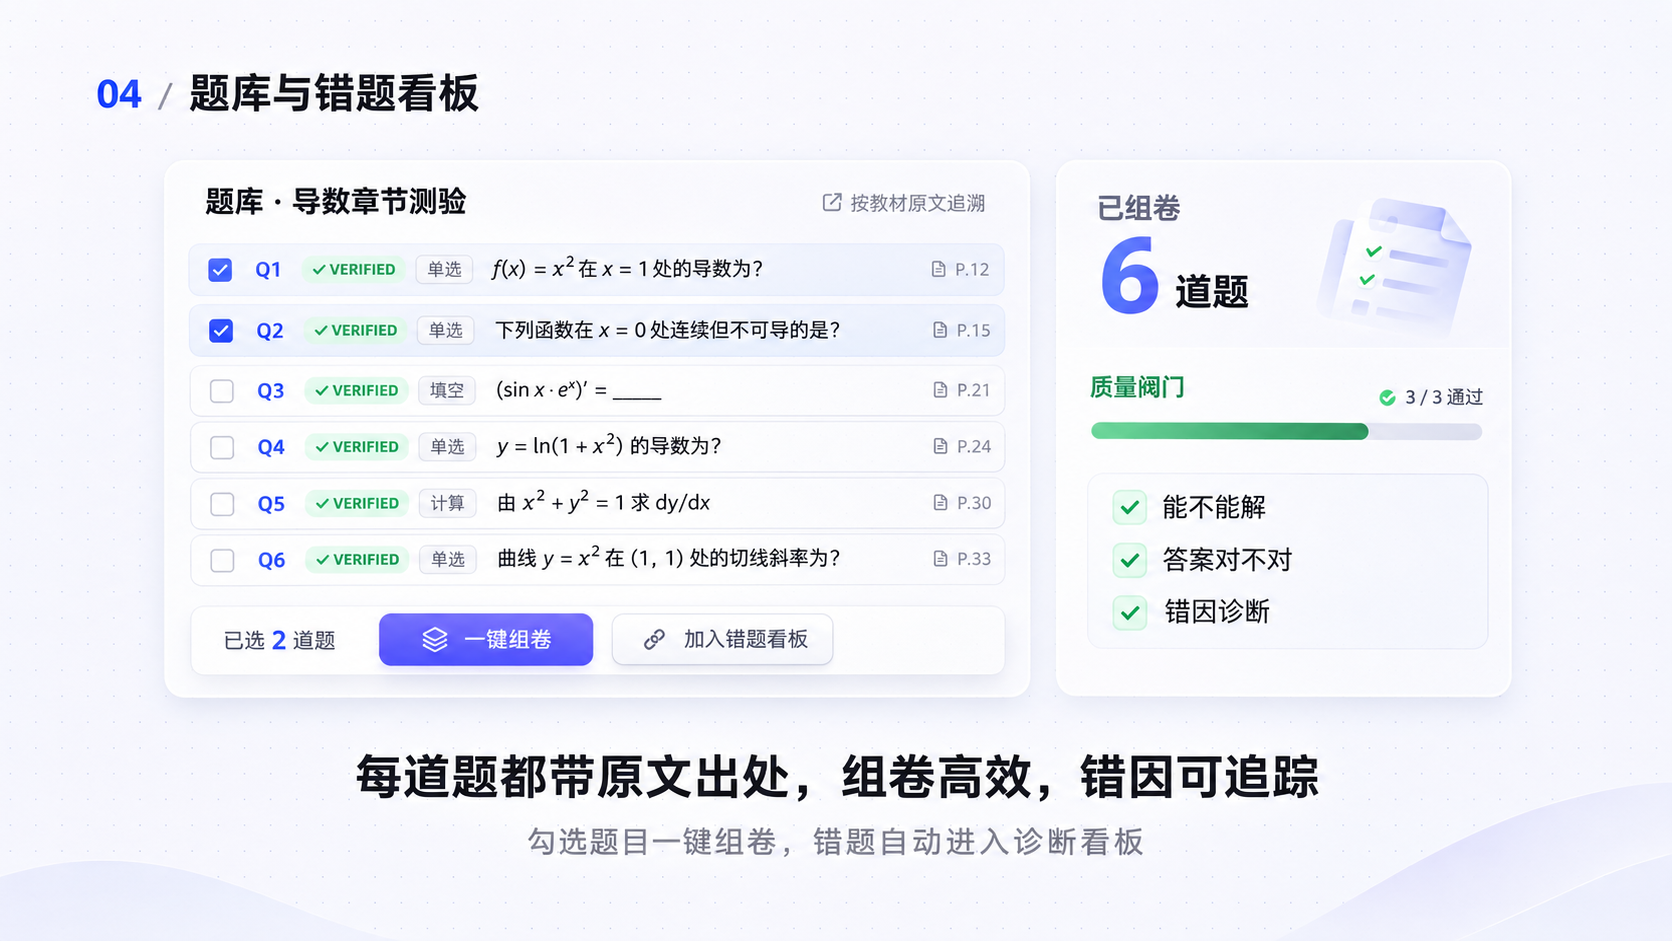 04 / 题库与错题看板
题库 · 导数章节测验
按教材原文追溯
Q1 VERIFIED 单选 f(x) = x² 在 x = 1 处的导数为? P.12
Q2 VERIFIED 单选 下列函数在 x = 0 处连续但不可导的是? P.15
Q3 VERIFIED 填空 (sin x · eˣ)′ = _____ P.21
Q4 VERIFIED 单选 y = ln(1 + x²) 的导数为? P.24
Q5 VERIFIED 计算 由 x² + y² = 1 求 dy/dx P.30
Q6 VERIFIED 单选 曲线 y = x² 在 (1, 1) 处的切线斜率为? P.33
已选 2 道题
一键组卷
加入错题看板
已组卷
6 道题
质量阀门
3 / 3 通过
能不能解
答案对不对
错因诊断
每道题都带原文出处，组卷高效，错因可追踪
勾选题目一键组卷，错题自动进入诊断看板